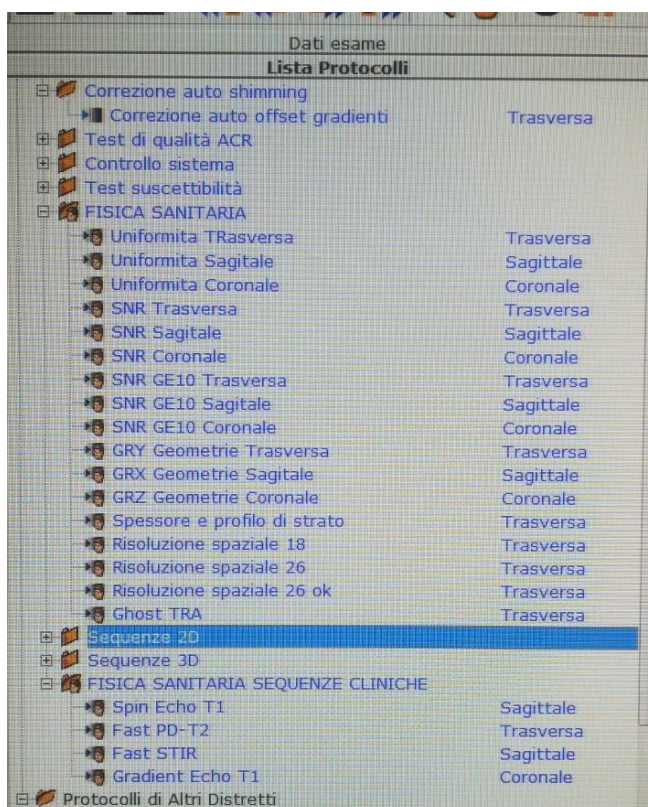 Dati esame
Lista Protocolli
Correzione auto shimming
Correzione auto offset gradienti Trasversa
Test di qualità ACR
Controllo sistema
Test suscettibilità
FISICA SANITARIA
Uniformita TRasversa Trasversa
Uniformita Sagitale Sagittale
Uniformita Coronale Coronale
SNR Trasversa Trasversa
SNR Sagitale Sagittale
SNR Coronale Coronale
SNR GE10 Trasversa Trasversa
SNR GE10 Sagitale Sagittale
SNR GE10 Coronale Coronale
GRY Geometrie Trasversa Trasversa
GRX Geometrie Sagitale Sagittale
GRZ Geometrie Coronale Coronale
Spessore e profilo di strato Trasversa
Risoluzione spaziale 18 Trasversa
Risoluzione spaziale 26 Trasversa
Risoluzione spaziale 26 ok Trasversa
Ghost TRA Trasversa
Sequenze 2D
Sequenze 3D
FISICA SANITARIA SEQUENZE CLINICHE
Spin Echo T1 Sagittale
Fast PD-T2 Trasversa
Fast STIR Sagittale
Gradient Echo T1 Coronale
Protocolli di Altri Distretti